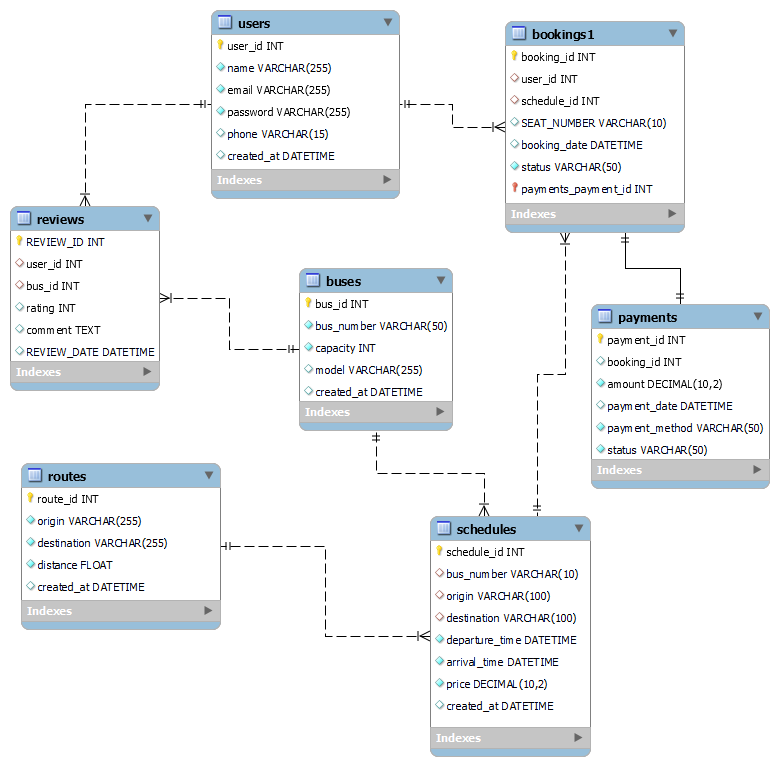 users
user_id INT
name VARCHAR(255)
email VARCHAR(255)
password VARCHAR(255)
phone VARCHAR(15)
created_at DATETIME
Indexes
bookings1
booking_id INT
user_id INT
schedule_id INT
SEAT_NUMBER VARCHAR(10)
booking_date DATETIME
status VARCHAR(50)
payments_payment_id INT
Indexes
reviews
REVIEW_ID INT
user_id INT
bus_id INT
rating INT
comment TEXT
REVIEW_DATE DATETIME
Indexes
buses
bus_id INT
bus_number VARCHAR(50)
capacity INT
model VARCHAR(255)
created_at DATETIME
Indexes
payments
payment_id INT
booking_id INT
amount DECIMAL(10,2)
payment_date DATETIME
payment_method VARCHAR(50)
status VARCHAR(50)
Indexes
routes
route_id INT
origin VARCHAR(255)
destination VARCHAR(255)
distance FLOAT
created_at DATETIME
Indexes
schedules
schedule_id INT
bus_number VARCHAR(10)
origin VARCHAR(100)
destination VARCHAR(100)
departure_time DATETIME
arrival_time DATETIME
price DECIMAL(10,2)
created_at DATETIME
Indexes